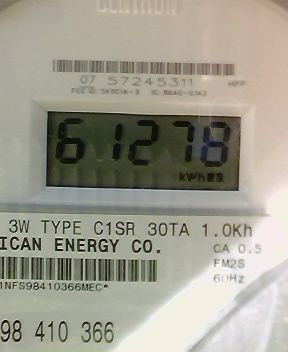 CENTRON
07 57245311
61278
kWh
3W TYPE C1SR 30TA 1.0Kh
ICAN ENERGY CO.
CA 0.5
FM2S
60Hz
1NFS98410366MEC*
98 410 366